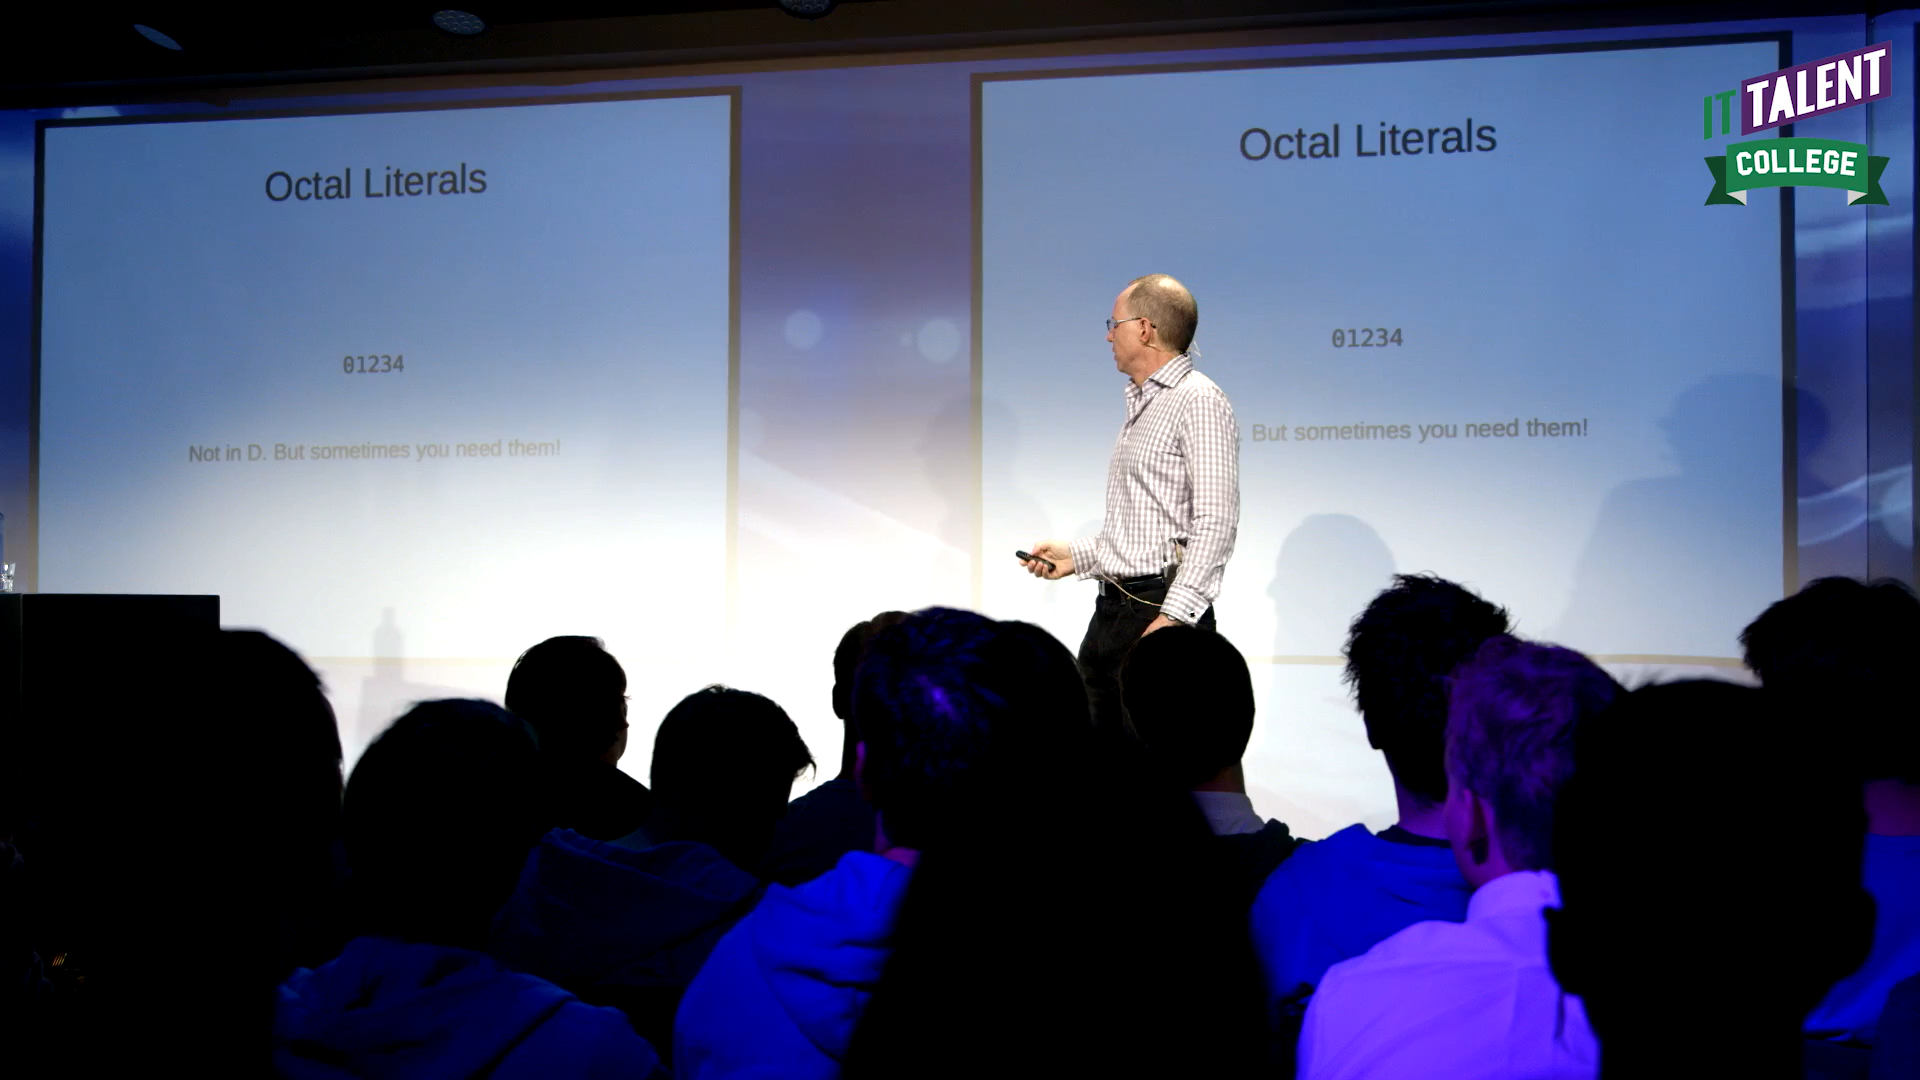 Octal Literals
01234
Not in D. But sometimes you need them!
Octal Literals
01234
. But sometimes you need them!
IT TALENT
COLLEGE